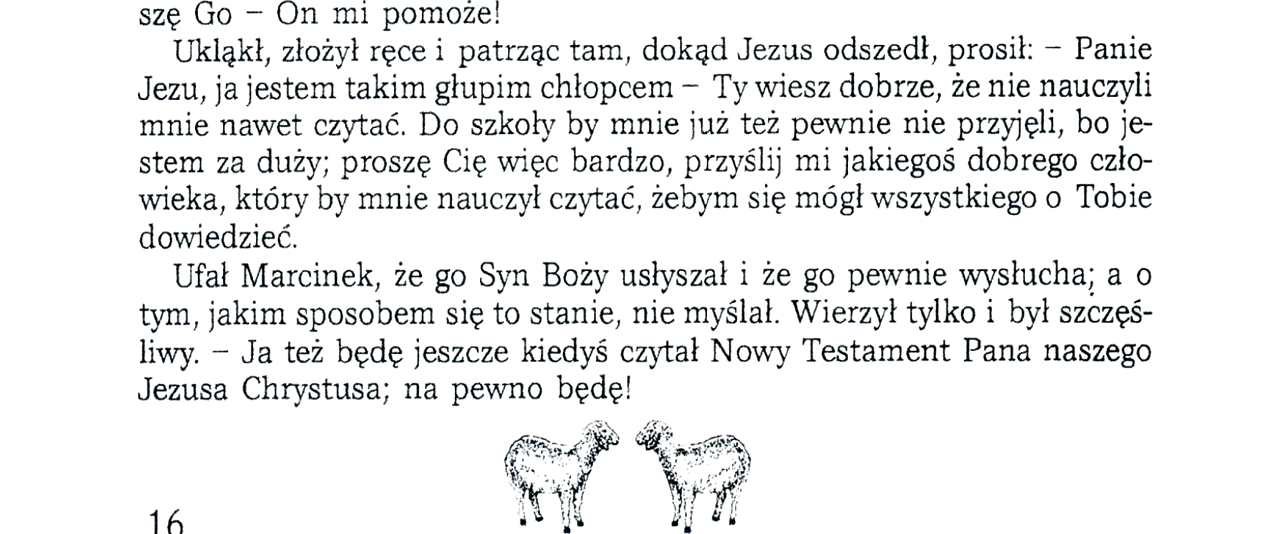 szę Go – On mi pomoże!
Ukląkł, złożył ręce i patrząc tam, dokąd Jezus odszedł, prosił: – Panie
Jezu, ja jestem takim głupim chłopcem – Ty wiesz dobrze, że nie nauczyli
mnie nawet czytać. Do szkoły by mnie już też pewnie nie przyjęli, bo je-
stem za duży; proszę Cię więc bardzo, przyślij mi jakiegoś dobrego czło-
wieka, który by mnie nauczył czytać, żebym się mógł wszystkiego o Tobie
dowiedzieć.
Ufał Marcinek, że go Syn Boży usłyszał i że go pewnie wysłucha; a o
tym, jakim sposobem się to stanie, nie myślał. Wierzył tylko i był szczęś-
liwy. – Ja też będę jeszcze kiedyś czytał Nowy Testament Pana naszego
Jezusa Chrystusa; na pewno będę!
16